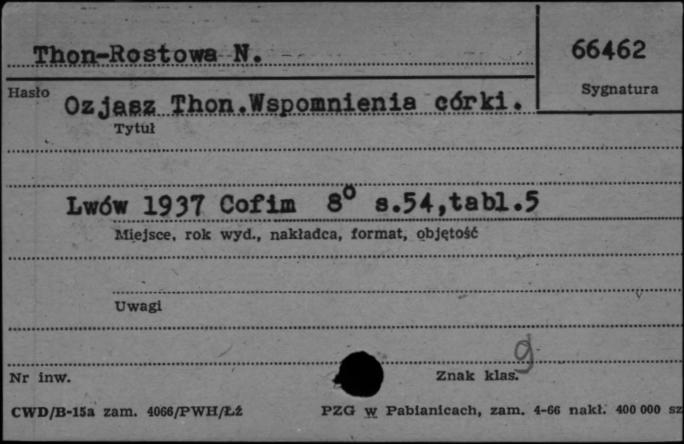 Thon-Rostowa N.
66462
Hasło
Sygnatura
Ozjasz Thon.Wspomnienia córki.
Tytuł
Lwów 1937 Cofim 8° s.54,tabl.5
Miejsce, rok wyd., nakładca, format, objętość
Uwagi
g
Nr inw.
Znak klas.
CWD/B-15a zam. 4066/PWH/Łź
PZG w Pabianicach, zam. 4-66 nakł. 400 000 sz